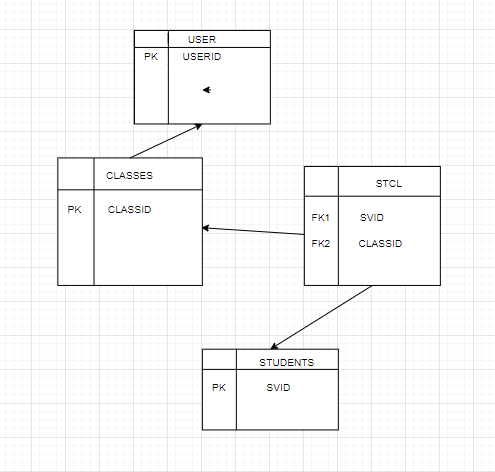 USER
PK USERID
CLASSES
PK CLASSID
STCL
FK1 SVID
FK2 CLASSID
STUDENTS
PK SVID